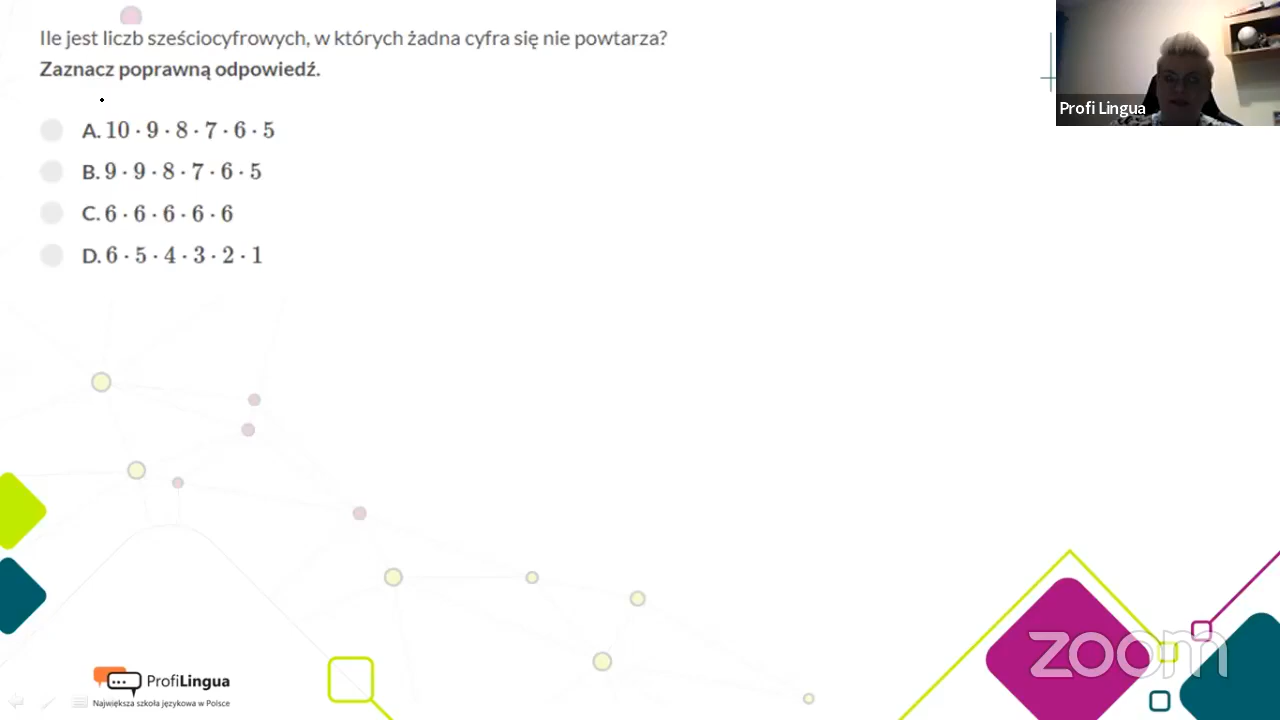 Ile jest liczb sześciocyfrowych, w których żadna cyfra się nie powtarza?
Zaznacz poprawną odpowiedź.
A. 10 · 9 · 8 · 7 · 6 · 5
B. 9 · 9 · 8 · 7 · 6 · 5
C. 6 · 6 · 6 · 6 · 6
D. 6 · 5 · 4 · 3 · 2 · 1
Profi Lingua
zoom
ProfiLingua
Największa szkoła językowa w Polsce